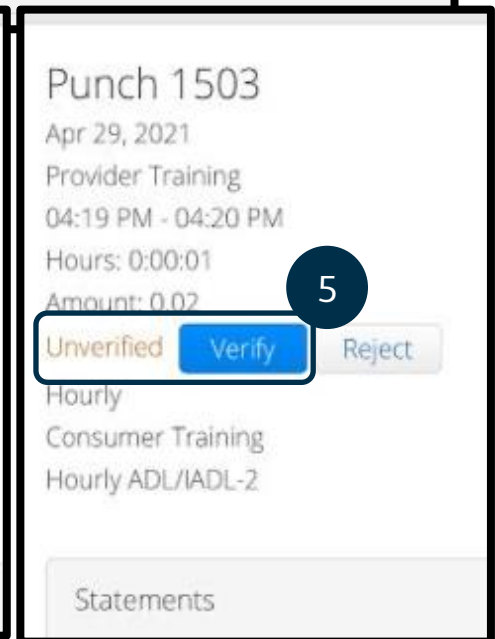 Punch 1503
Apr 29, 2021
Provider Training
04:19 PM - 04:20 PM
Hours: 0:00:01
Amount: 0.02
5
Unverified Verify Reject
Hourly
Consumer Training
Hourly ADL/IADL-2
Statements